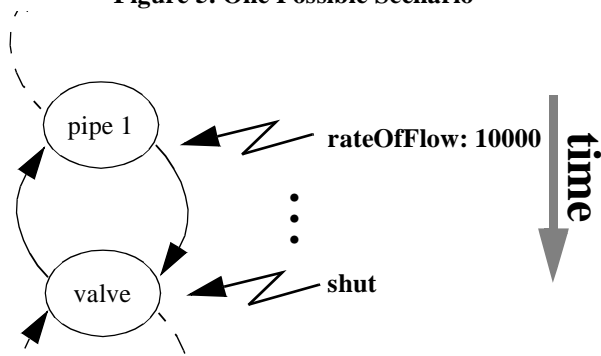 Figure 5: One Possible Scenario
pipe 1
rateOfFlow: 10000
time
valve
shut